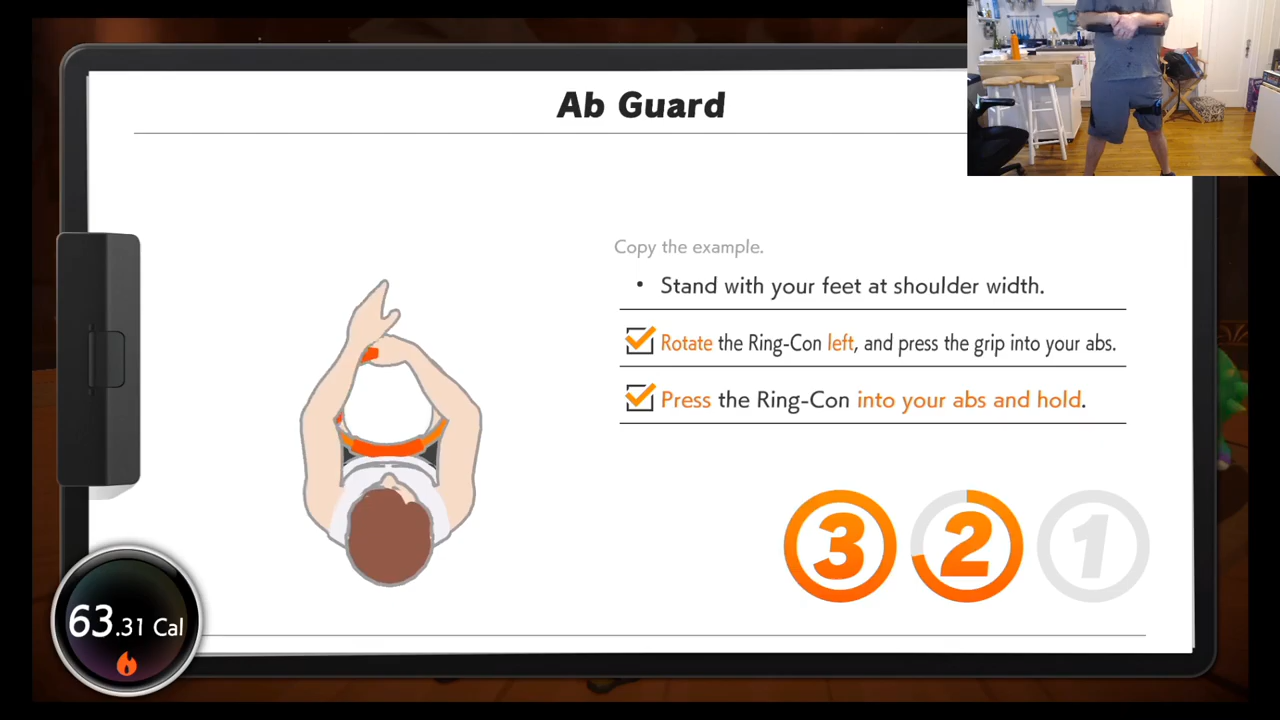 Ab Guard
Copy the example.
• Stand with your feet at shoulder width.
Rotate the Ring-Con left, and press the grip into your abs.
Press the Ring-Con into your abs and hold.
3 2 1
63.31 Cal